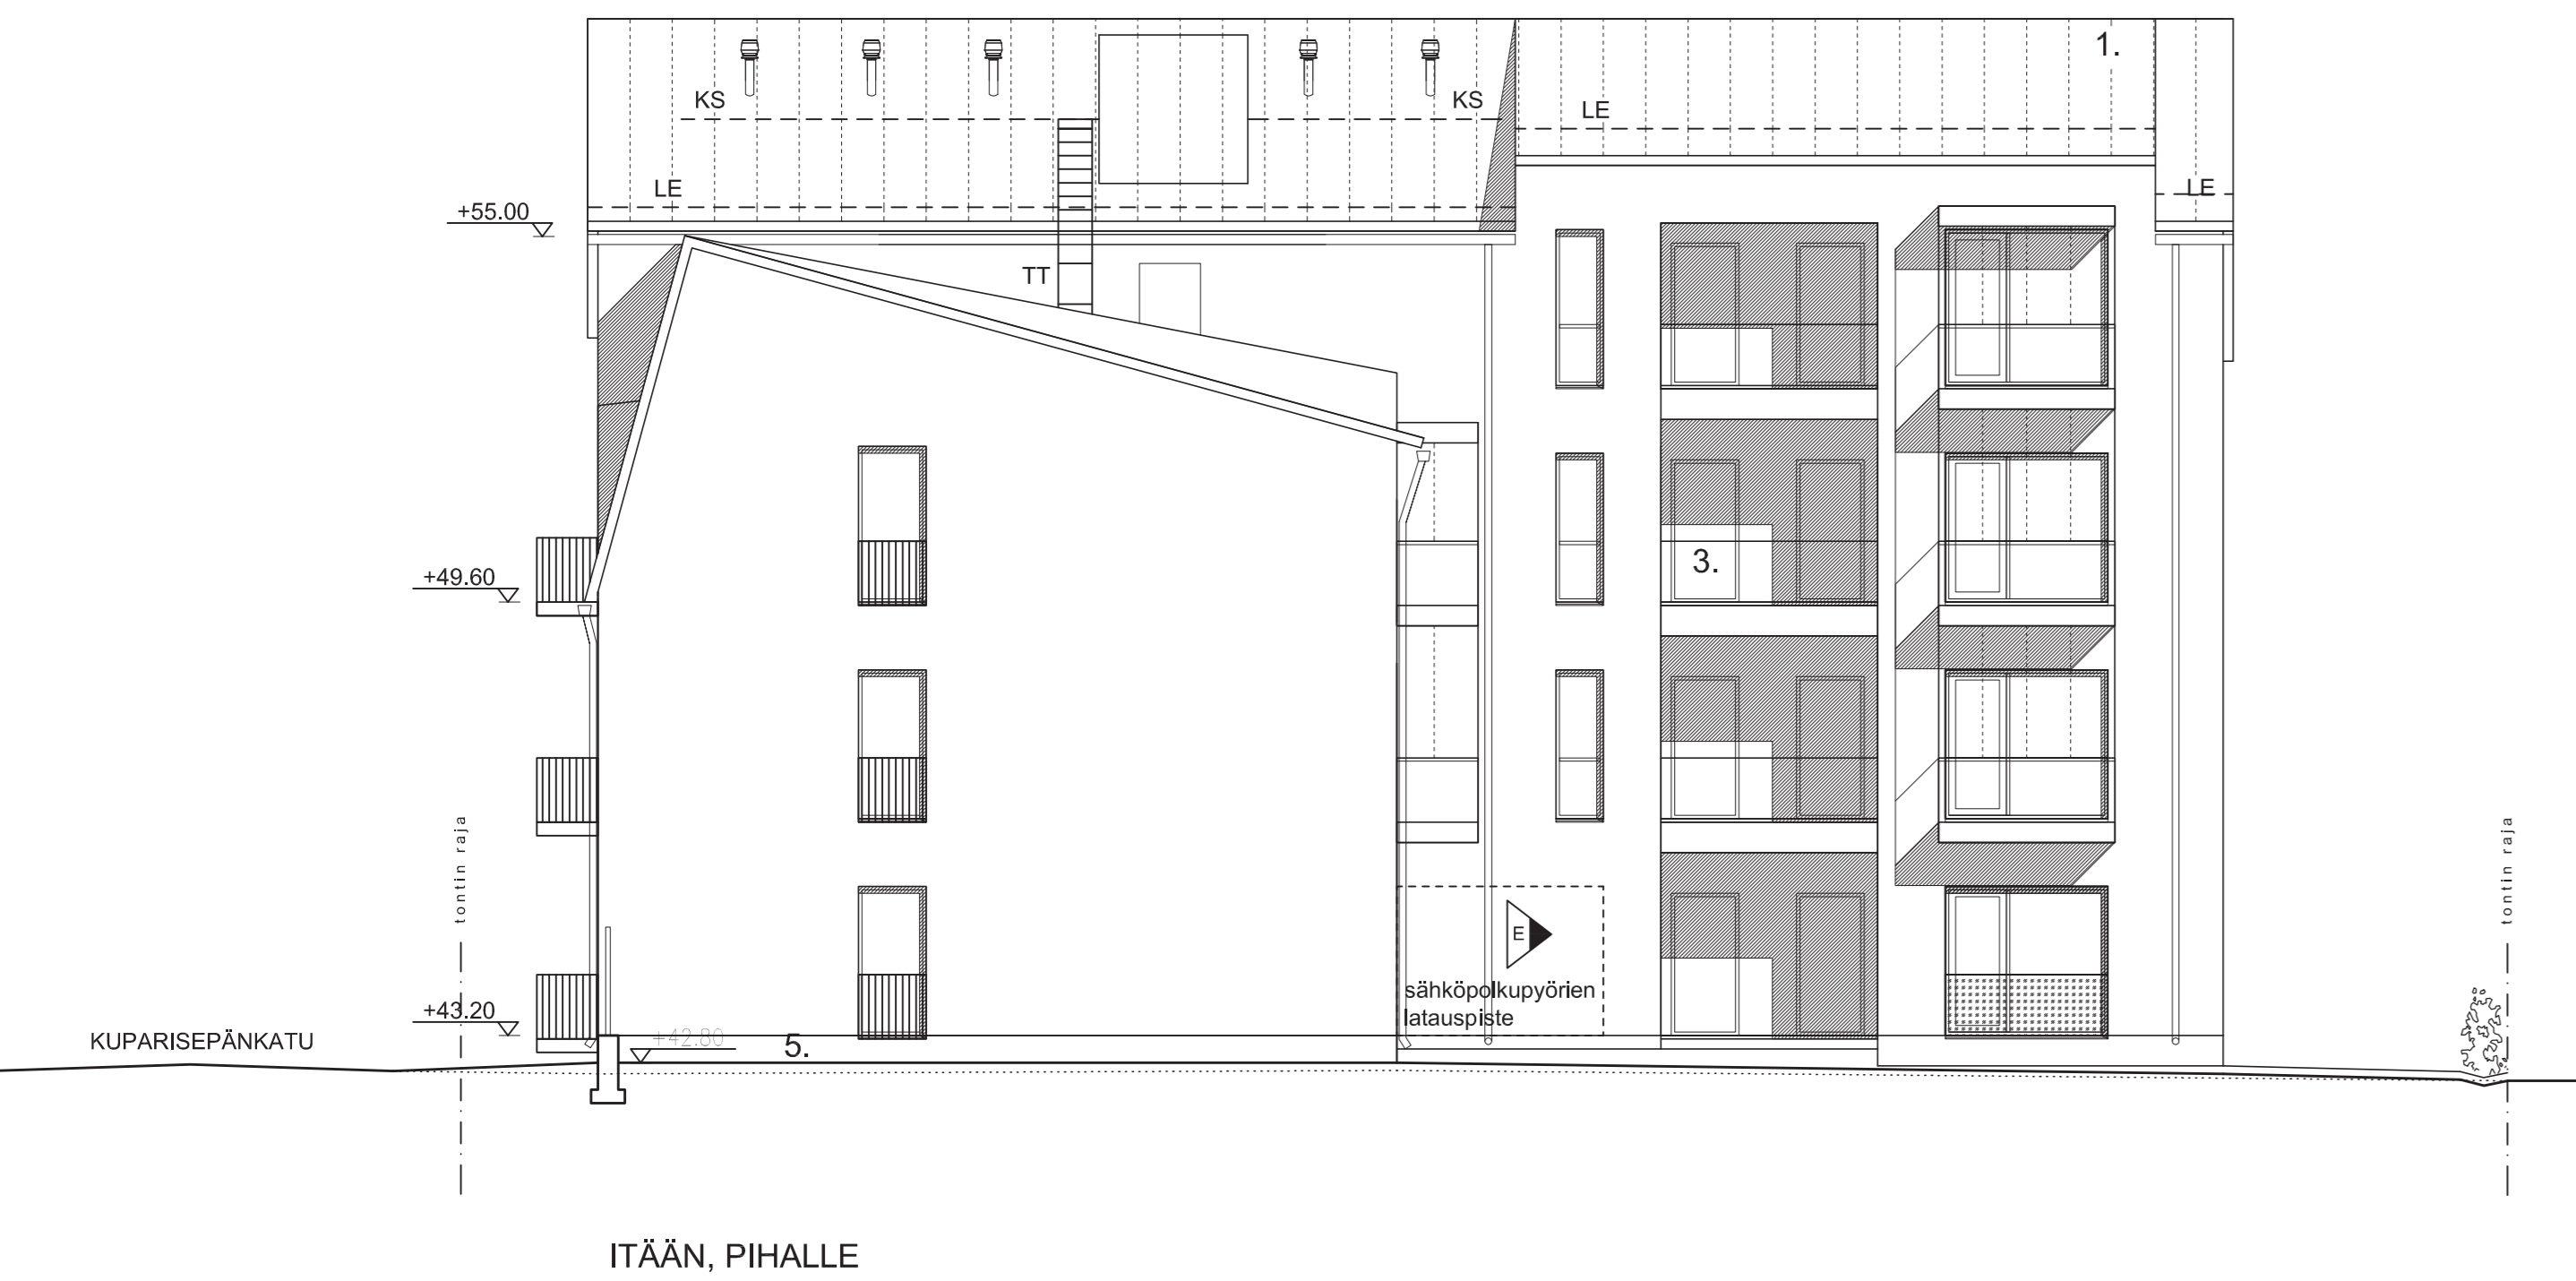 1.
KS
KS
LE
LE
LE
+55.00
TT
3.
+49.60
tontin raja
tontin raja
E
sähköpolkupyörien
latauspiste
+43.20
+42.80
5.
KUPARISEPÄNKATU
ITÄÄN, PIHALLE